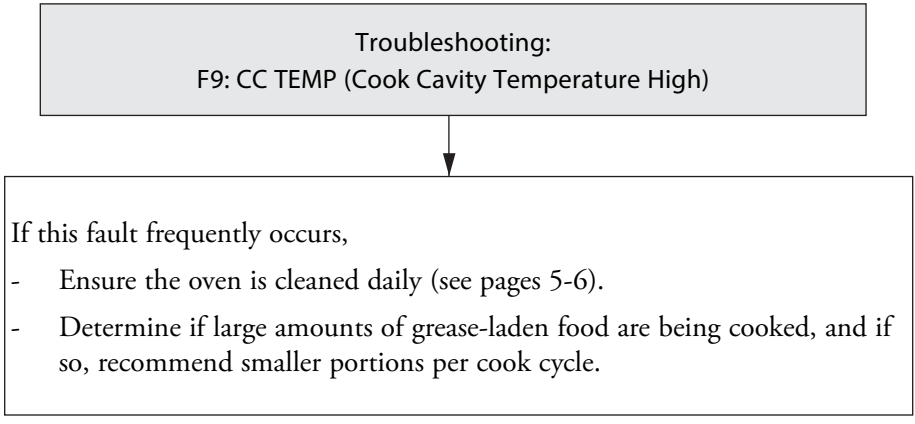 Troubleshooting:
F9: CC TEMP (Cook Cavity Temperature High)
If this fault frequently occurs,
- Ensure the oven is cleaned daily (see pages 5-6).
- Determine if large amounts of grease-laden food are being cooked, and if
so, recommend smaller portions per cook cycle.